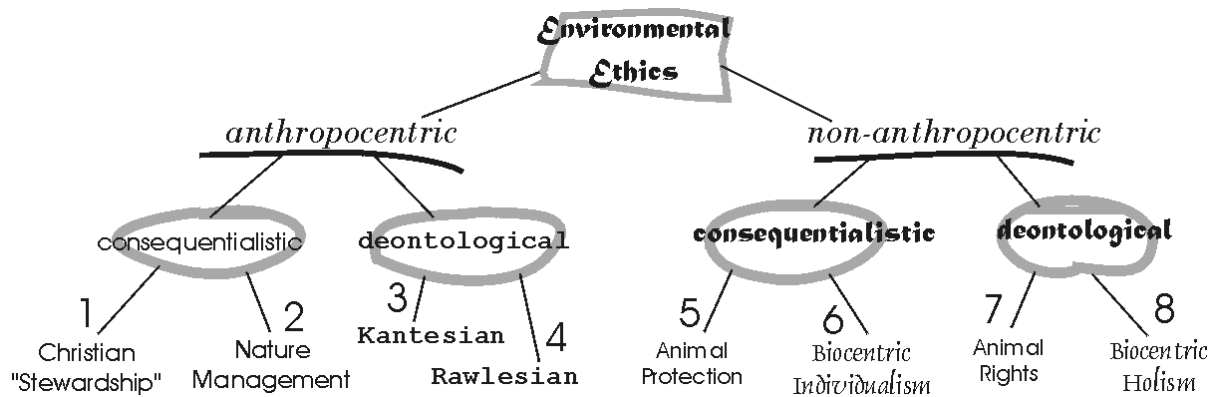 Environmental
Ethics
anthropocentric
non-anthropocentric
consequentialistic
deontological
consequentialistic
deontological
1
Christian
"Stewardship"
2
Nature
Management
3
Kantesian
4
Rawlesian
5
Animal
Protection
6
Biocentric
Individualism
7
Animal
Rights
8
Biocentric
Holism